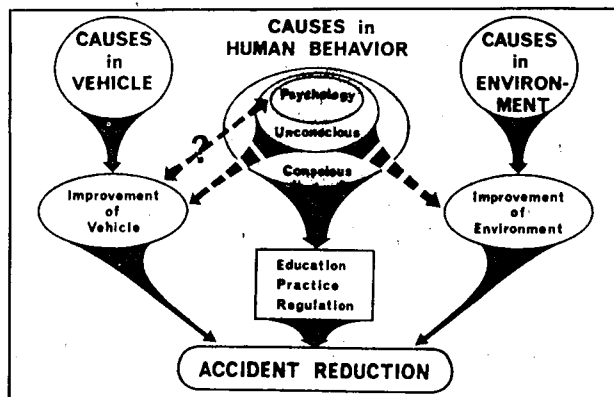 CAUSES
in
VEHICLE
CAUSES in
HUMAN BEHAVIOR
CAUSES
in
ENVIRON-
MENT
Psychology
Unconscious
Conscious
?
Improvement
of
Vehicle
Improvement
of
Environment
Education
Practice
Regulation
ACCIDENT REDUCTION